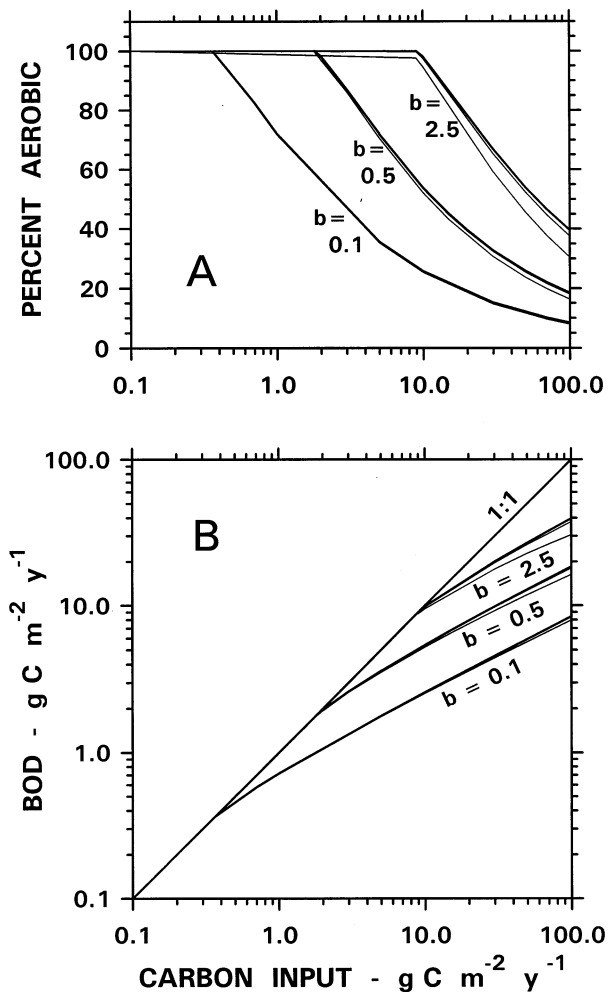 PERCENT AEROBIC
100
80
60
40
20
0
b=
2.5
b=
0.5
b=
0.1
A
0.1
1.0
10.0
100.0
BOD - g C m⁻² y⁻¹
100.0
10.0
1.0
0.1
B
1:1
b = 2.5
b = 0.5
b = 0.1
0.1
1.0
10.0
100.0
CARBON INPUT - g C m⁻² y⁻¹